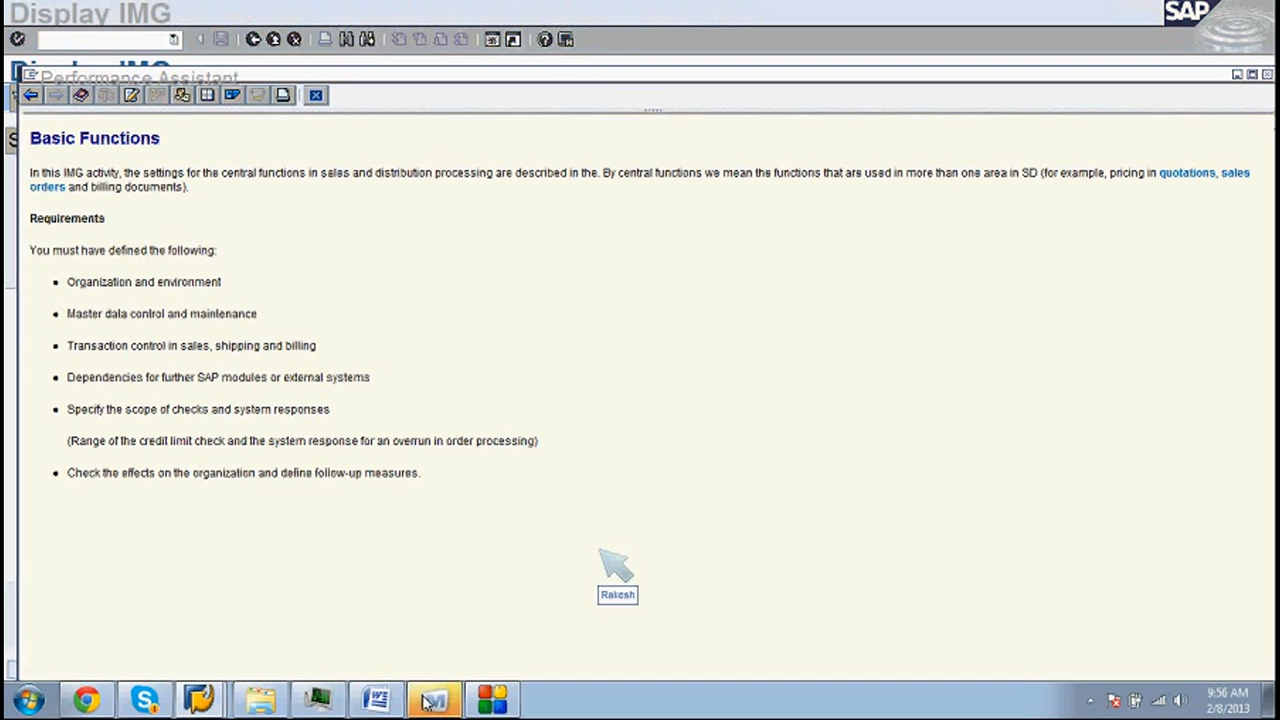 Display IMG
SAP
Performance Assistant
Basic Functions
In this IMG activity, the settings for the central functions in sales and distribution processing are described in the. By central functions we mean the functions that are used in more than one area in SD (for example, pricing in quotations, sales
orders and billing documents).
Requirements
You must have defined the following:
Organization and environment
Master data control and maintenance
Transaction control in sales, shipping and billing
Dependencies for further SAP modules or external systems
Specify the scope of checks and system responses
(Range of the credit limit check and the system response for an overrun in order processing)
Check the effects on the organization and define follow-up measures.
Rakesh
9:56 AM
2/8/2013